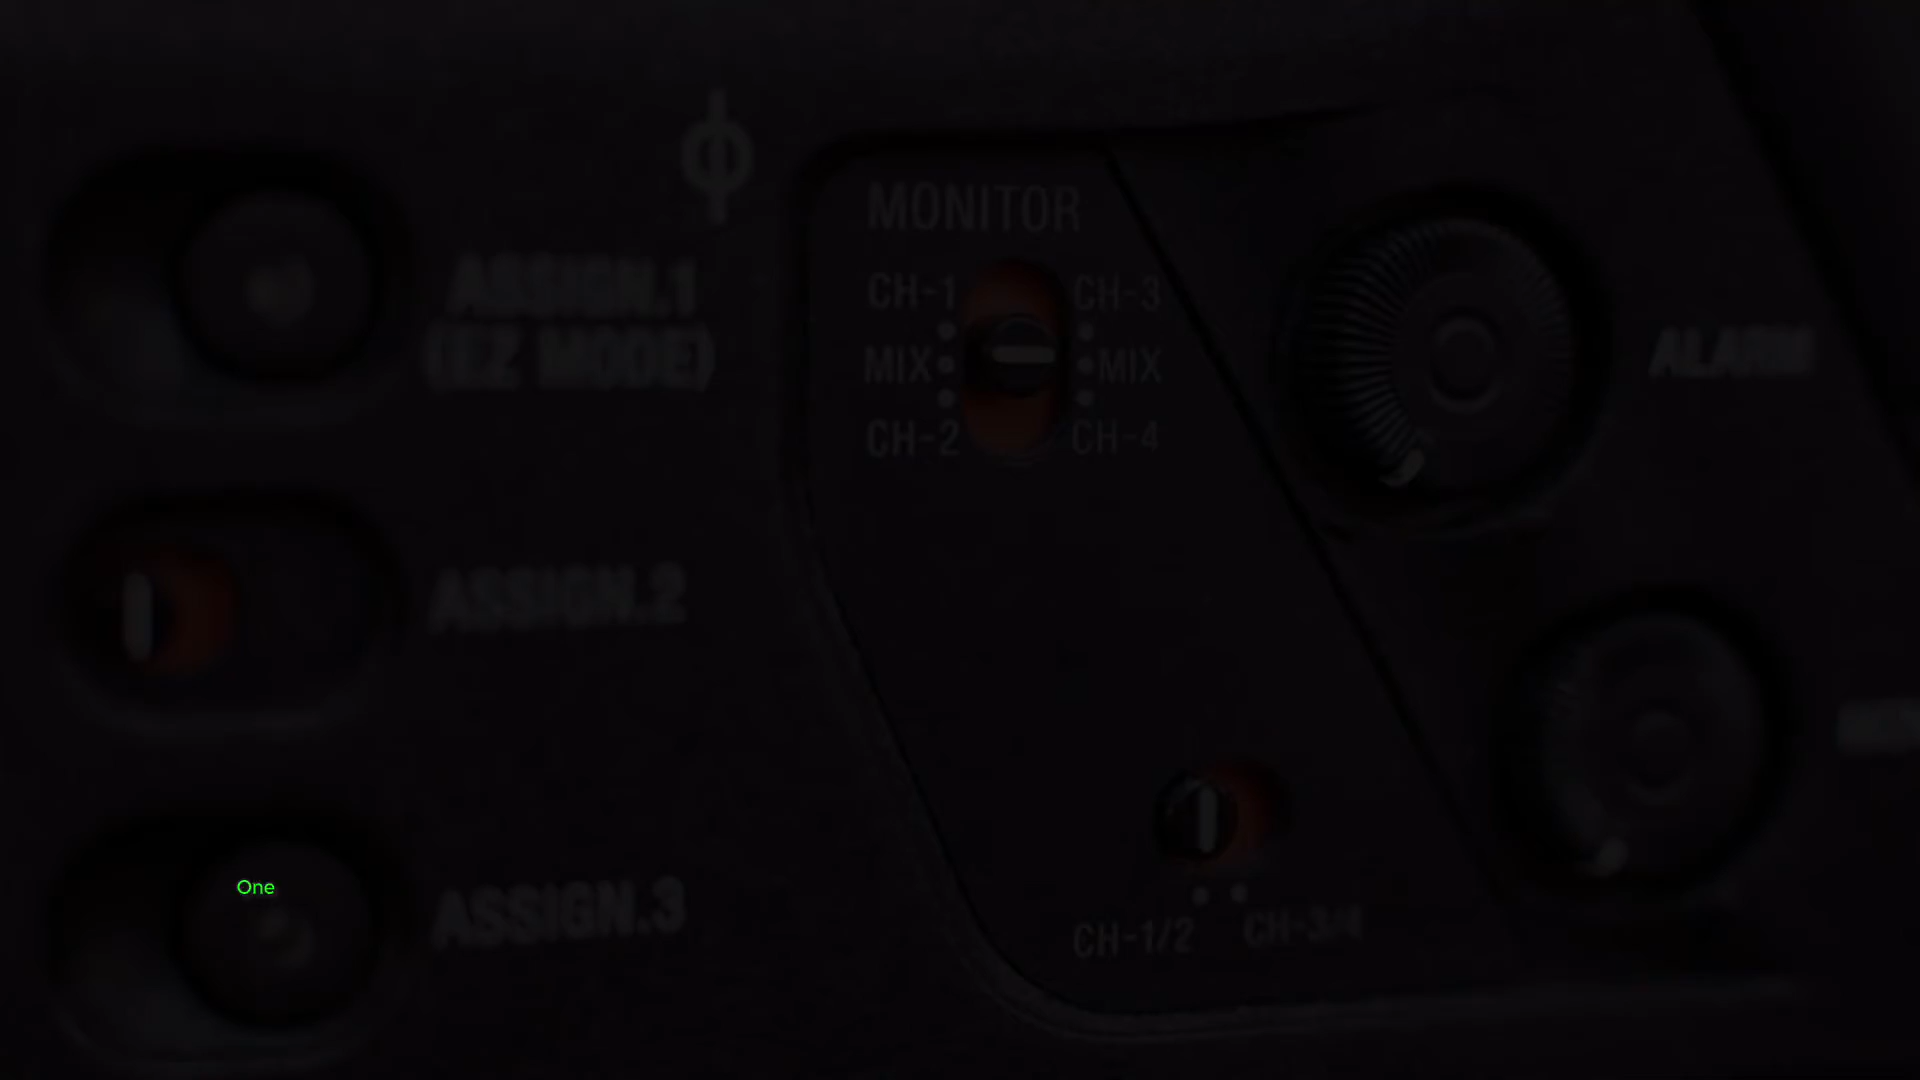 MONITOR
ASSIGN.1
(EZ MODE)
CH-1 CH-3
MIX MIX
CH-2 CH-4
ALARM
ASSIGN.2
One
ASSIGN.3
CH-1/2 CH-3/4